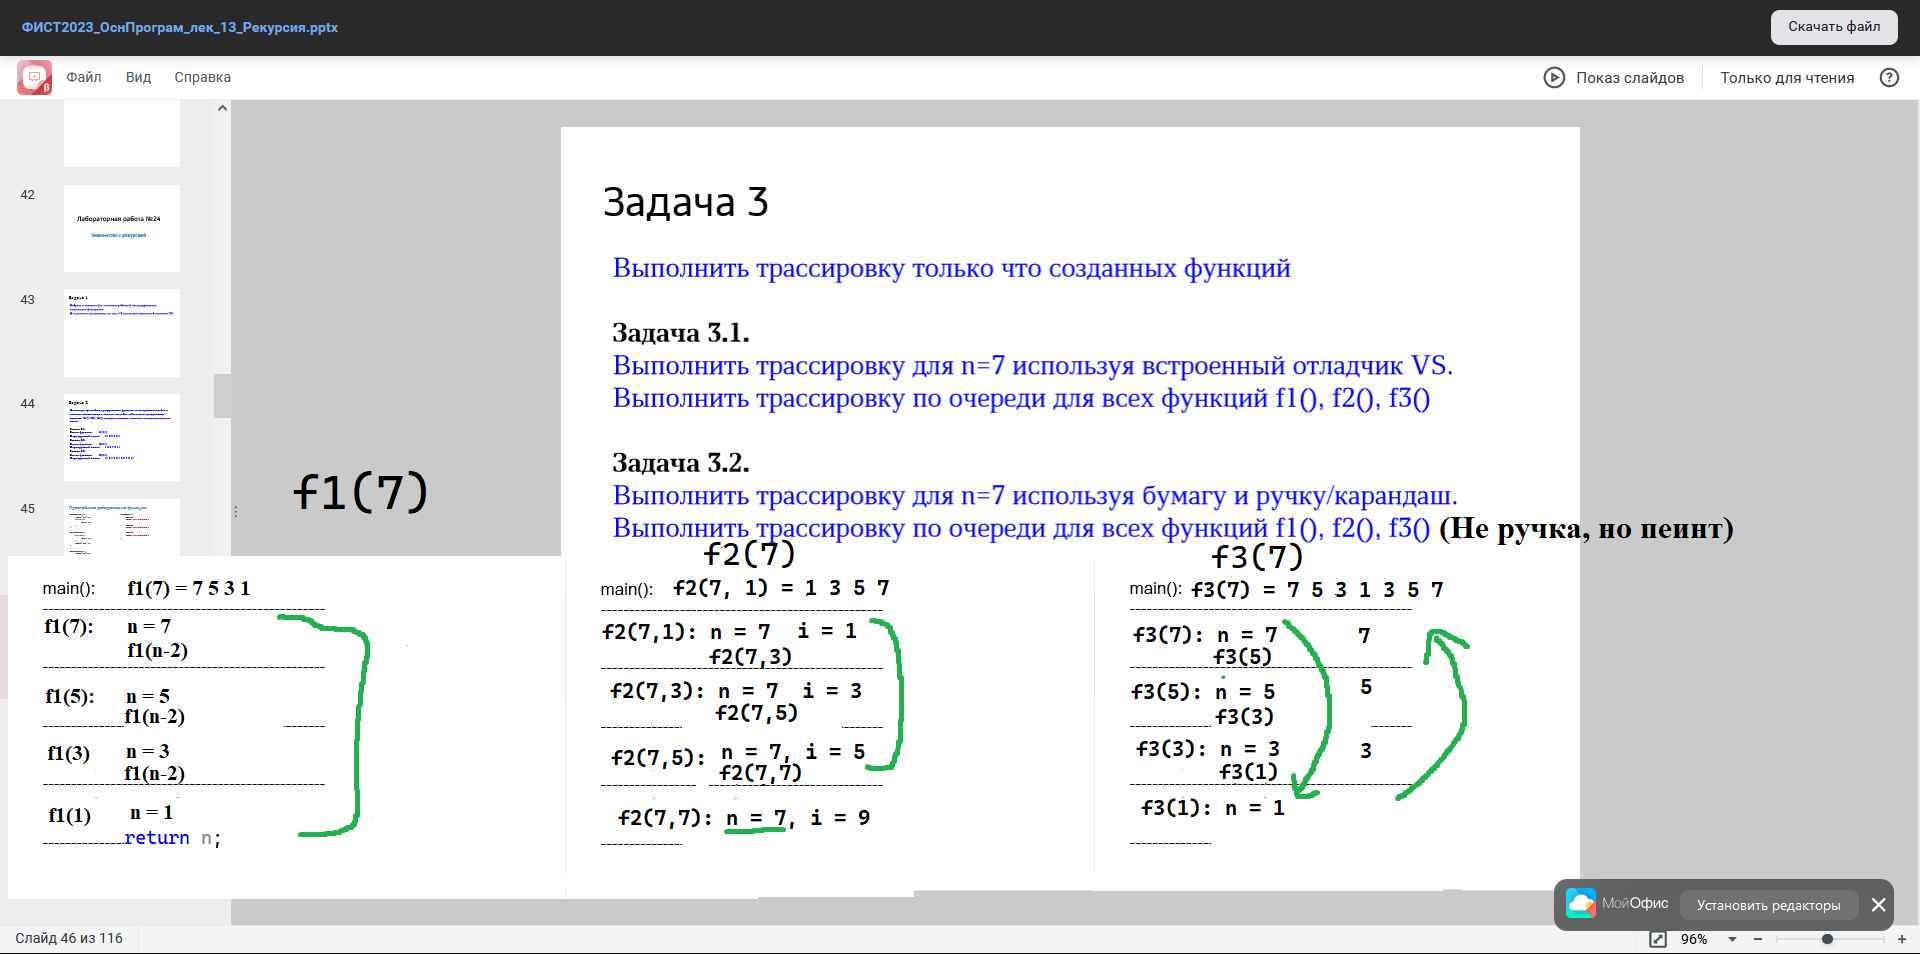 ФИСТ2023_ОснПрограм_лек_13_Рекурсия.pptx
Скачать файл
Файл Вид Справка
Показ слайдов Только для чтения
42
Лабораторная работа №24
Знакомство с рекурсией
43
Задача 1
44
Задача 2
45
Простейшие рекурсивные функции
Задача 3
Выполнить трассировку только что созданных функций
Задача 3.1.
Выполнить трассировку для n=7 используя встроенный отладчик VS.
Выполнить трассировку по очереди для всех функций f1(), f2(), f3()
Задача 3.2.
Выполнить трассировку для n=7 используя бумагу и ручку/карандаш.
Выполнить трассировку по очереди для всех функций f1(), f2(), f3() (Не ручка, но пеинт)
f1(7)
main(): f1(7) = 7 5 3 1
f1(7): n = 7
f1(n-2)
f1(5): n = 5
f1(n-2)
f1(3) n = 3
f1(n-2)
f1(1) n = 1
return n;
f2(7)
main(): f2(7, 1) = 1 3 5 7
f2(7,1): n = 7 i = 1
f2(7,3)
f2(7,3): n = 7 i = 3
f2(7,5)
f2(7,5): n = 7, i = 5
f2(7,7)
f2(7,7): n = 7, i = 9
f3(7)
main(): f3(7) = 7 5 3 1 3 5 7
f3(7): n = 7 7
f3(5)
f3(5): n = 5 5
f3(3)
f3(3): n = 3 3
f3(1)
f3(1): n = 1
МойОфис Установить редакторы
Слайд 46 из 116
96%